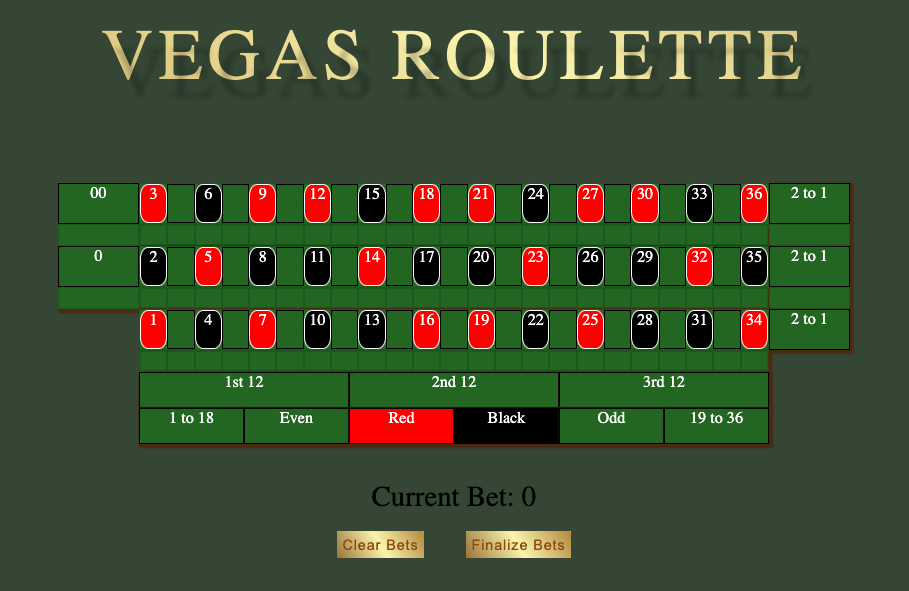 VEGAS ROULETTE
00 3 6 9 12 15 18 21 24 27 30 33 36 2 to 1
0 2 5 8 11 14 17 20 23 26 29 32 35 2 to 1
1 4 7 10 13 16 19 22 25 28 31 34 2 to 1
1st 12 2nd 12 3rd 12
1 to 18 Even Red Black Odd 19 to 36
Current Bet: 0
Clear Bets Finalize Bets